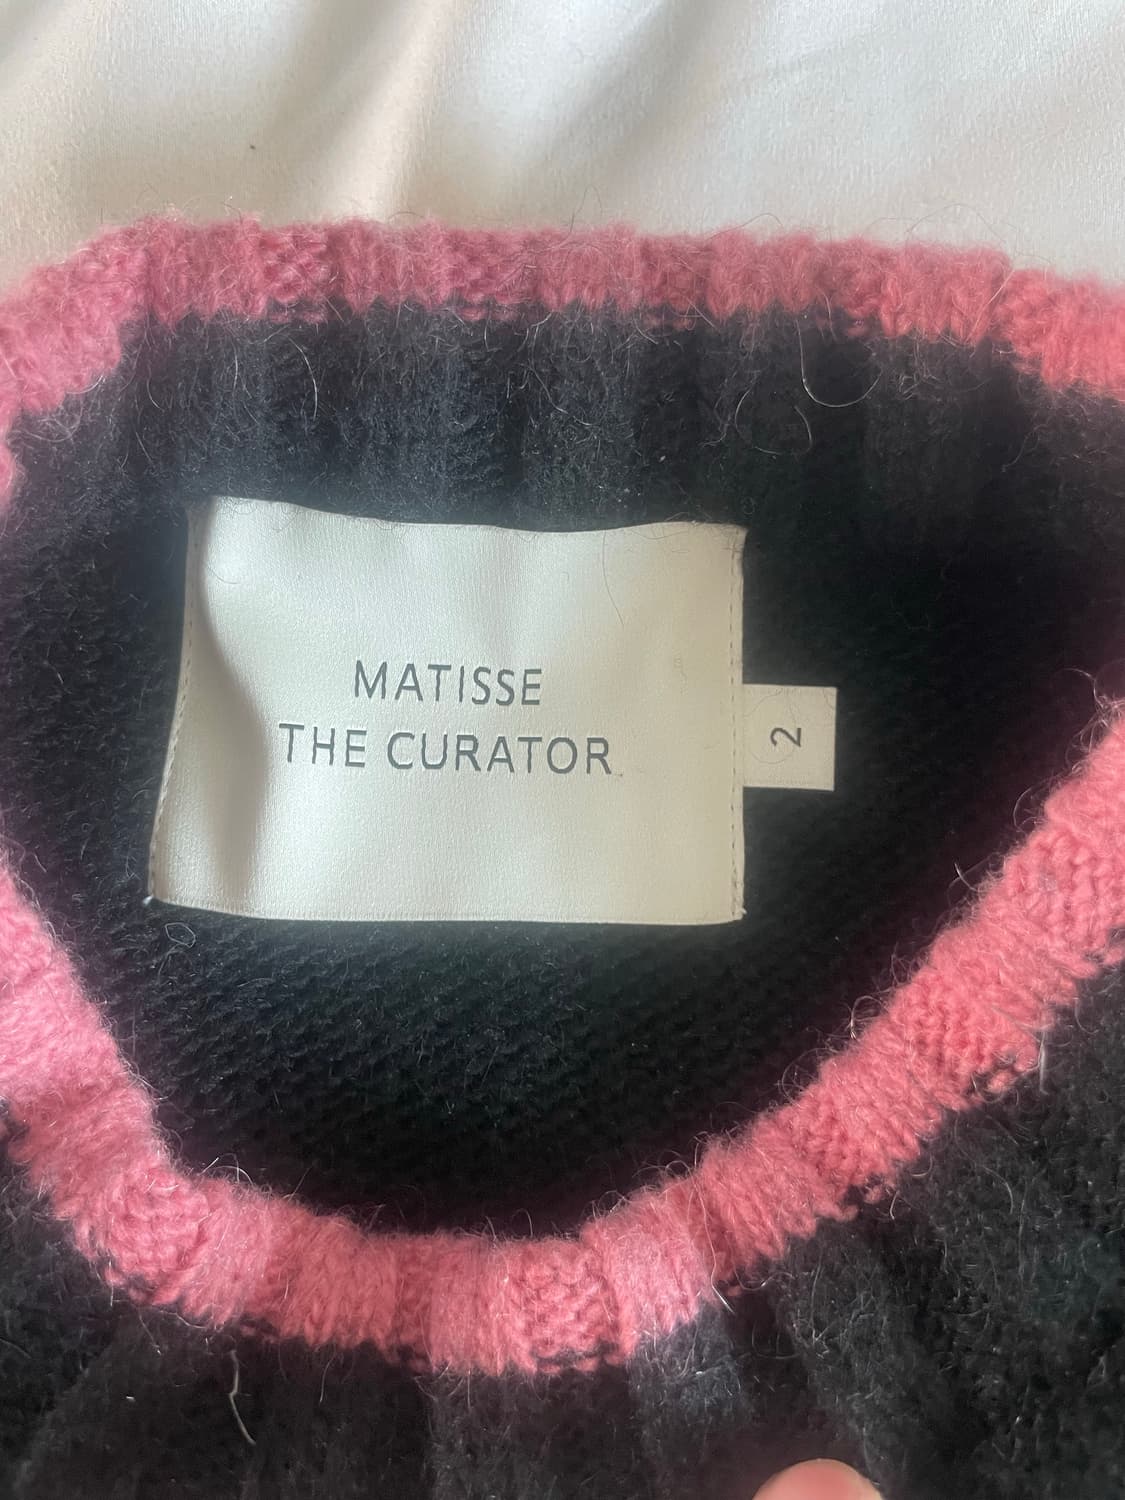 MATISSE
THE CURATOR
2